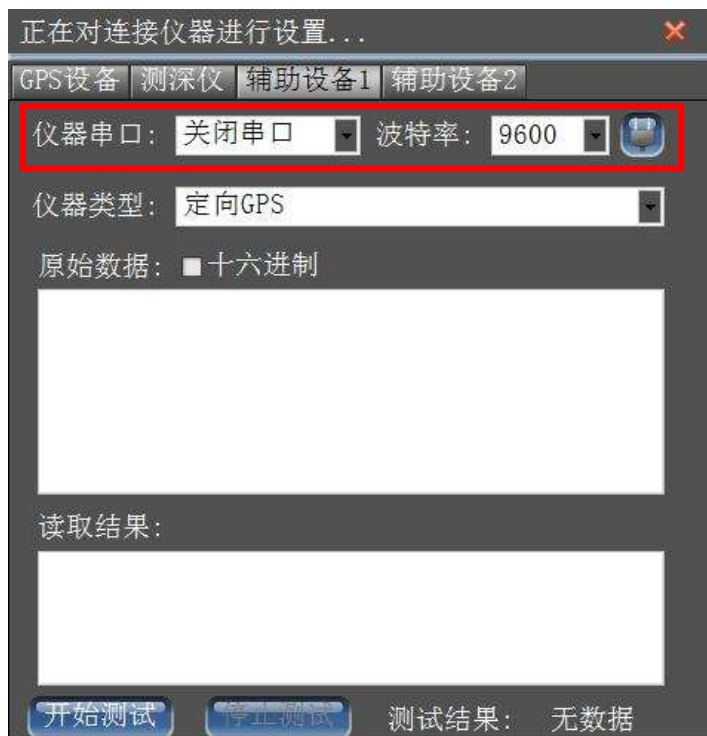 正在对连接仪器进行设置...
GPS设备 测深仪 辅助设备1 辅助设备2
仪器串口: 关闭串口 波特率: 9600
仪器类型: 定向GPS
原始数据: 十六进制
读取结果:
开始测试 停止测试 测试结果: 无数据